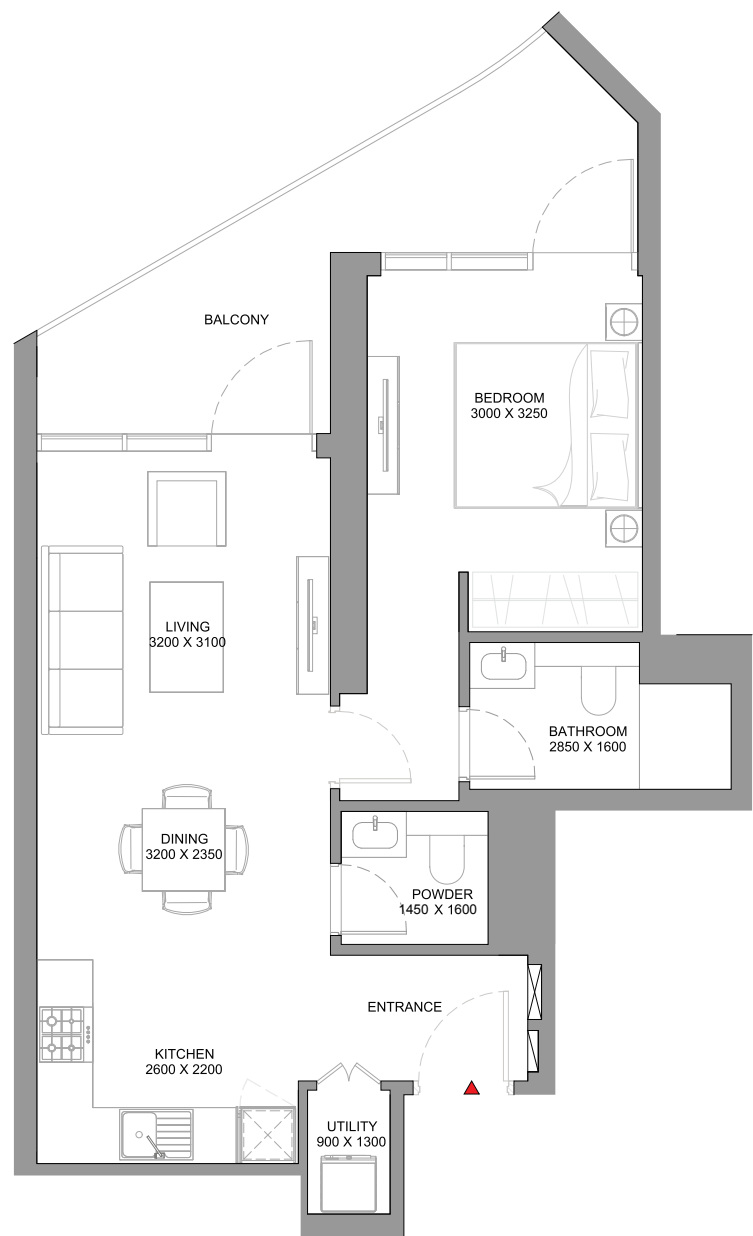 BALCONY
BEDROOM
3000 X 3250
LIVING
3200 X 3100
BATHROOM
2850 X 1600
DINING
3200 X 2350
POWDER
1450 X 1600
ENTRANCE
KITCHEN
2600 X 2200
UTILITY
900 X 1300